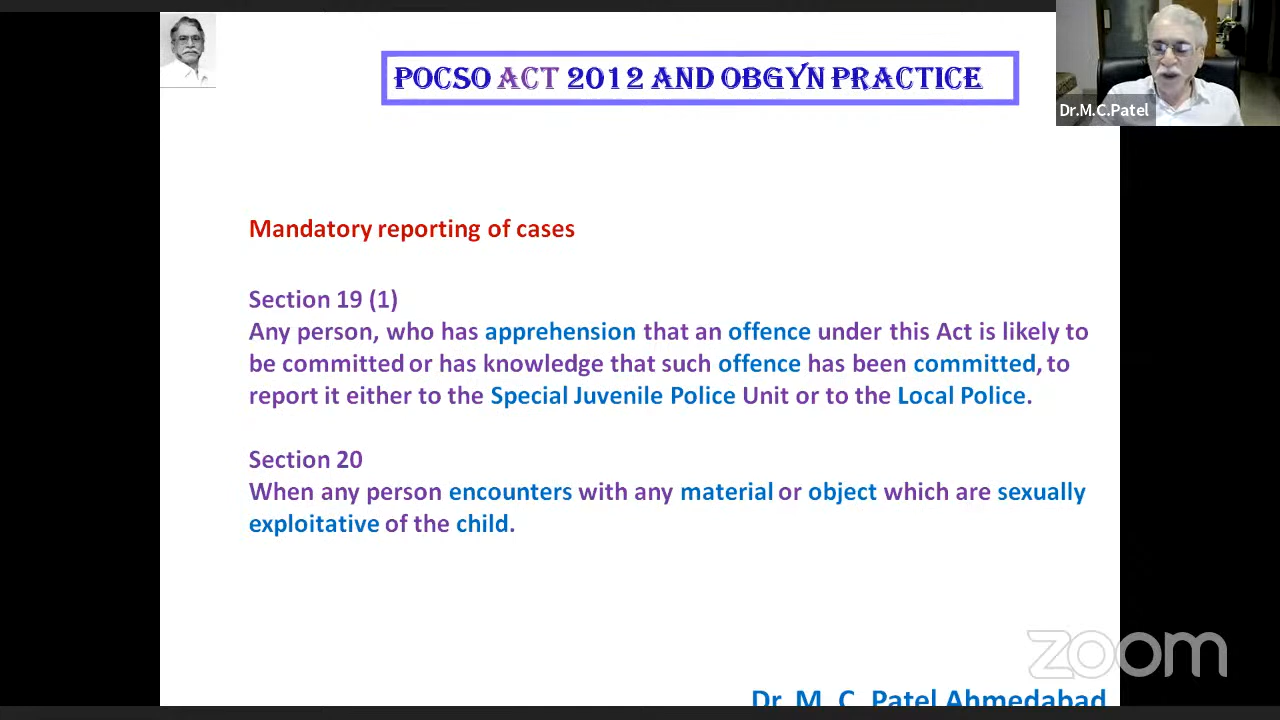 POCSO ACT 2012 AND OBGYN PRACTICE
Dr.M.C.Patel
Mandatory reporting of cases
Section 19 (1)
Any person, who has apprehension that an offence under this Act is likely to
be committed or has knowledge that such offence has been committed, to
report it either to the Special Juvenile Police Unit or to the Local Police.
Section 20
When any person encounters with any material or object which are sexually
exploitative of the child.
zoom
Dr. M. C. Patel Ahmedabad